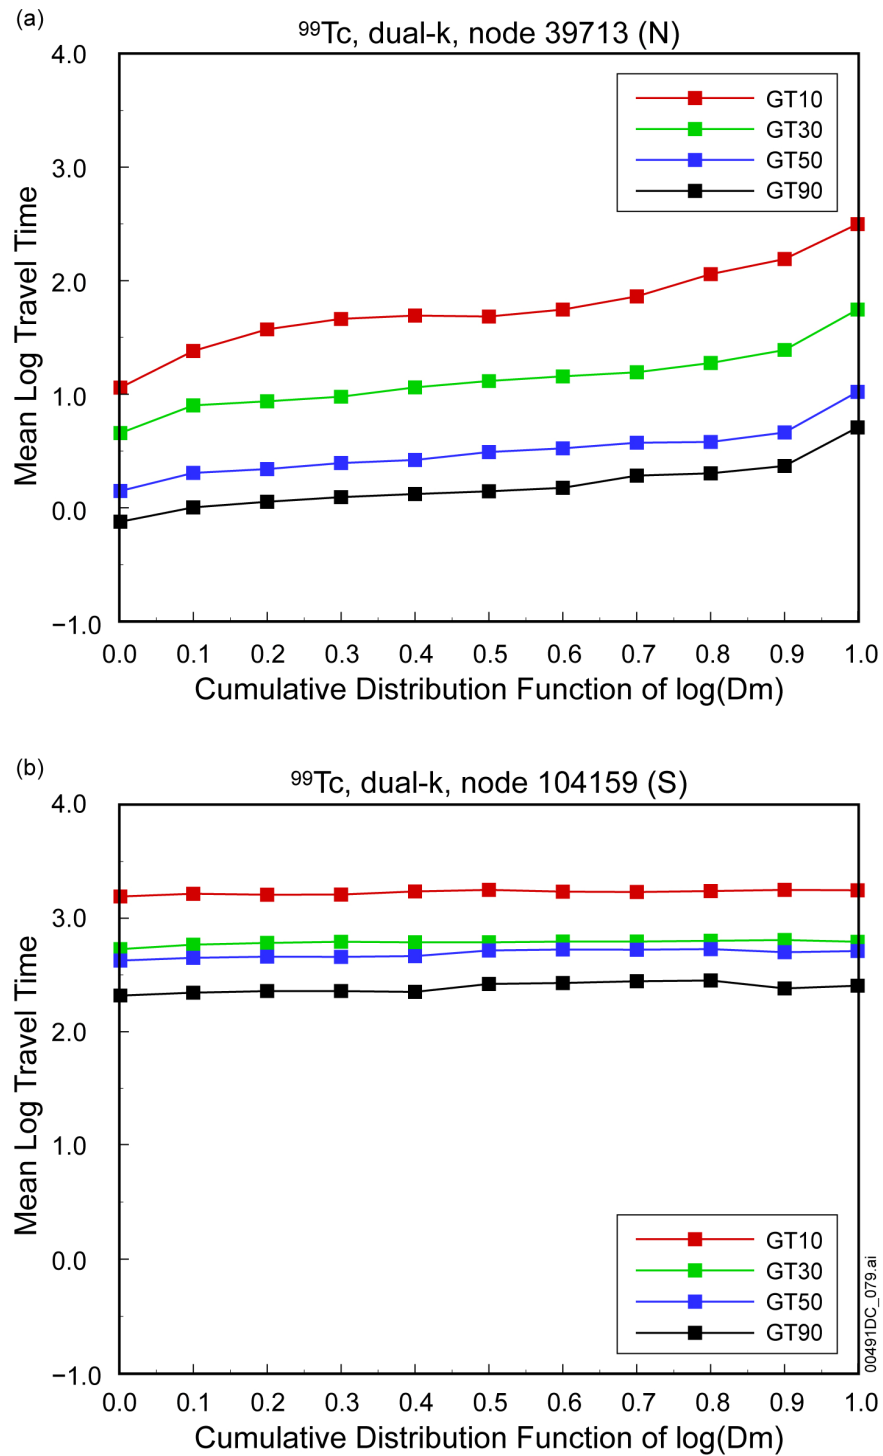 (a)
⁹⁹Tc, dual-k, node 39713 (N)
4.0
3.0
2.0
1.0
0.0
−1.0
Mean Log Travel Time
GT10
GT30
GT50
GT90
0.0 0.1 0.2 0.3 0.4 0.5 0.6 0.7 0.8 0.9 1.0
Cumulative Distribution Function of log(Dm)
(b)
⁹⁹Tc, dual-k, node 104159 (S)
4.0
3.0
2.0
1.0
0.0
−1.0
Mean Log Travel Time
GT10
GT30
GT50
GT90
0.0 0.1 0.2 0.3 0.4 0.5 0.6 0.7 0.8 0.9 1.0
Cumulative Distribution Function of log(Dm)
00491DC_079.ai